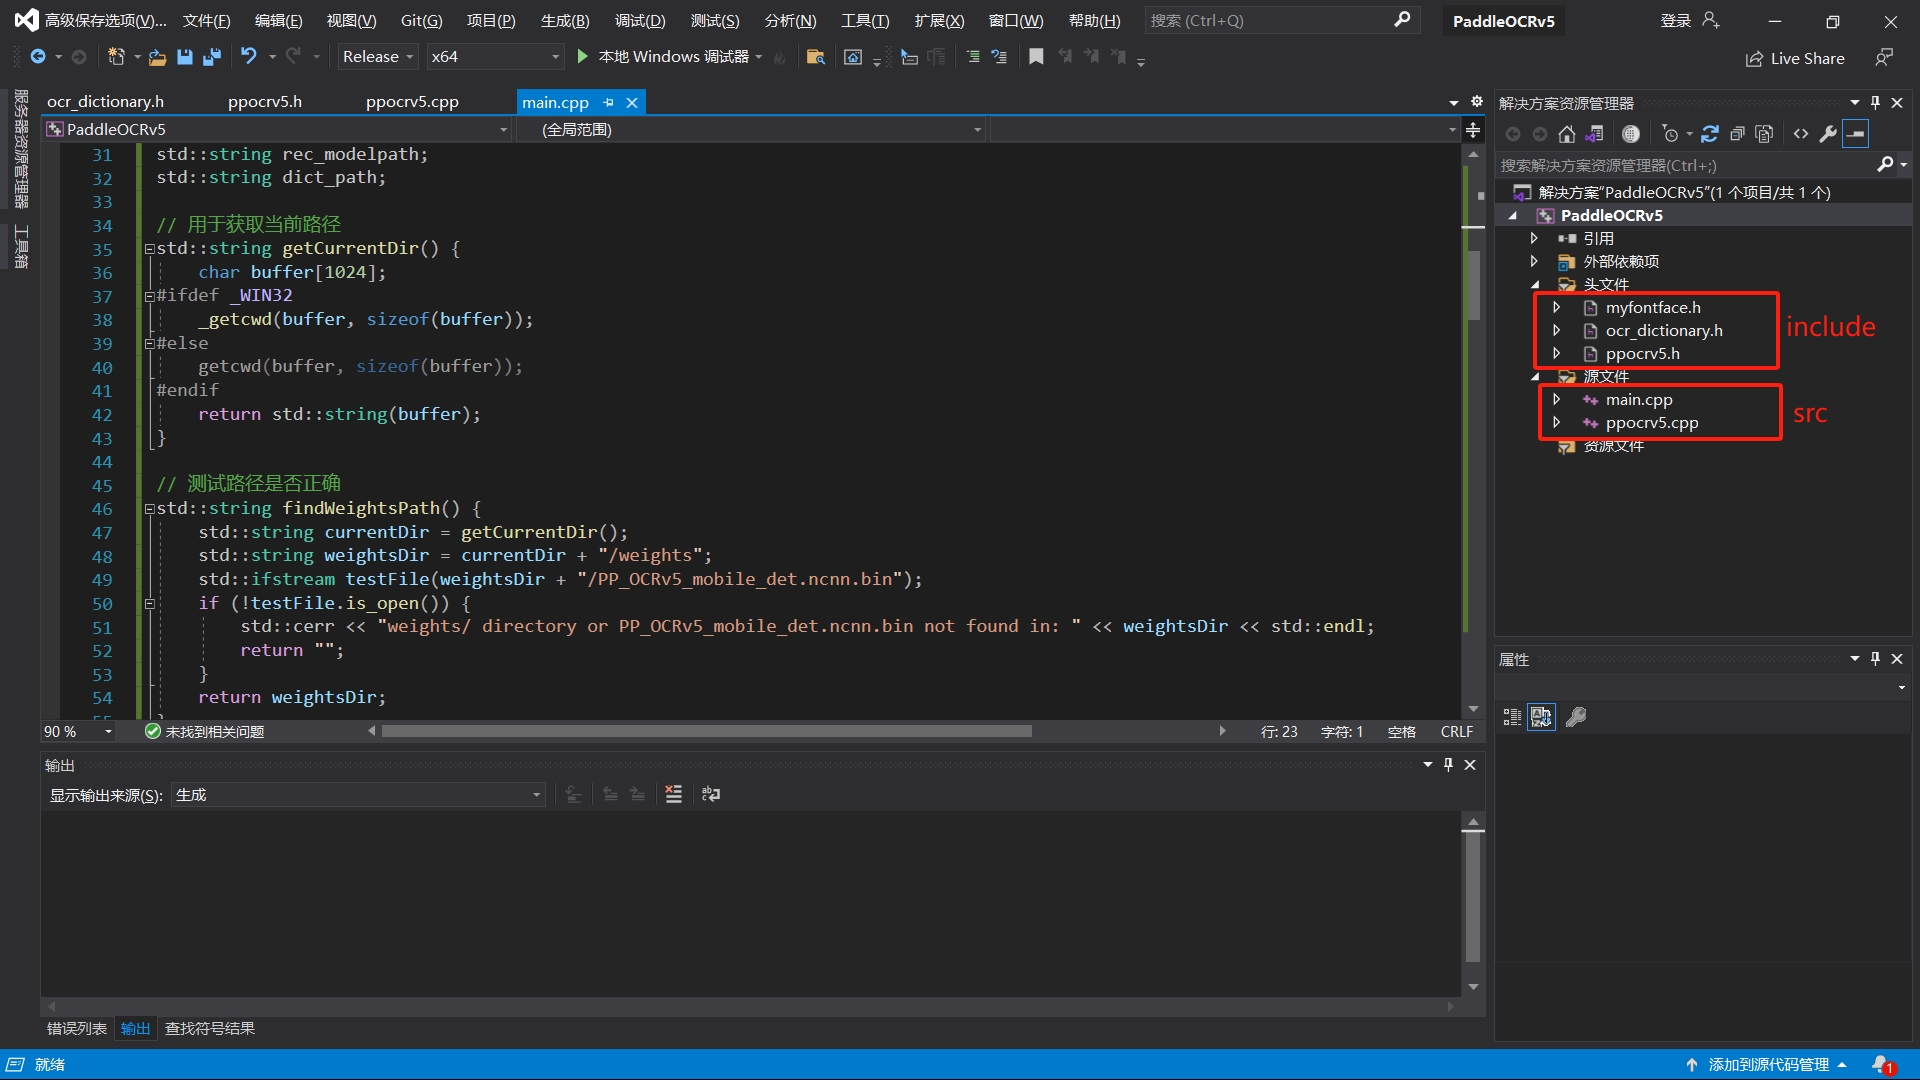 高级保存选项(V)... 文件(F) 编辑(E) 视图(V) Git(G) 项目(P) 生成(B) 调试(D) 测试(S) 分析(N) 工具(T) 扩展(X) 窗口(W) 帮助(H) 搜索 (Ctrl+Q) PaddleOCRv5 登录
Release x64 本地 Windows 调试器 Live Share
服务器资源管理器
工具箱
ocr_dictionary.h ppocrv5.h ppocrv5.cpp main.cpp
PaddleOCRv5 (全局范围)
31 std::string rec_modelpath;
32 std::string dict_path;
33
34 // 用于获取当前路径
35 std::string getCurrentDir() {
36 char buffer[1024];
37 #ifdef _WIN32
38 _getcwd(buffer, sizeof(buffer));
39 #else
40 getcwd(buffer, sizeof(buffer));
41 #endif
42 return std::string(buffer);
43 }
44
45 // 测试路径是否正确
46 std::string findWeightsPath() {
47 std::string currentDir = getCurrentDir();
48 std::string weightsDir = currentDir + "/weights";
49 std::ifstream testFile(weightsDir + "/PP_OCRv5_mobile_det.ncnn.bin");
50 if (!testFile.is_open()) {
51 std::cerr << "weights/ directory or PP_OCRv5_mobile_det.ncnn.bin not found in: " << weightsDir << std::endl;
52 return "";
53 }
54 return weightsDir;
90 % 未找到相关问题 行: 23 字符: 1 空格 CRLF
输出
显示输出来源(S): 生成
错误列表 输出 查找符号结果
解决方案资源管理器
搜索解决方案资源管理器(Ctrl+;)
解决方案"PaddleOCRv5"(1 个项目/共 1 个)
PaddleOCRv5
引用
外部依赖项
头文件
myfontface.h
ocr_dictionary.h
ppocrv5.h
include
源文件
main.cpp
ppocrv5.cpp
src
资源文件
属性
就绪 添加到源代码管理 1